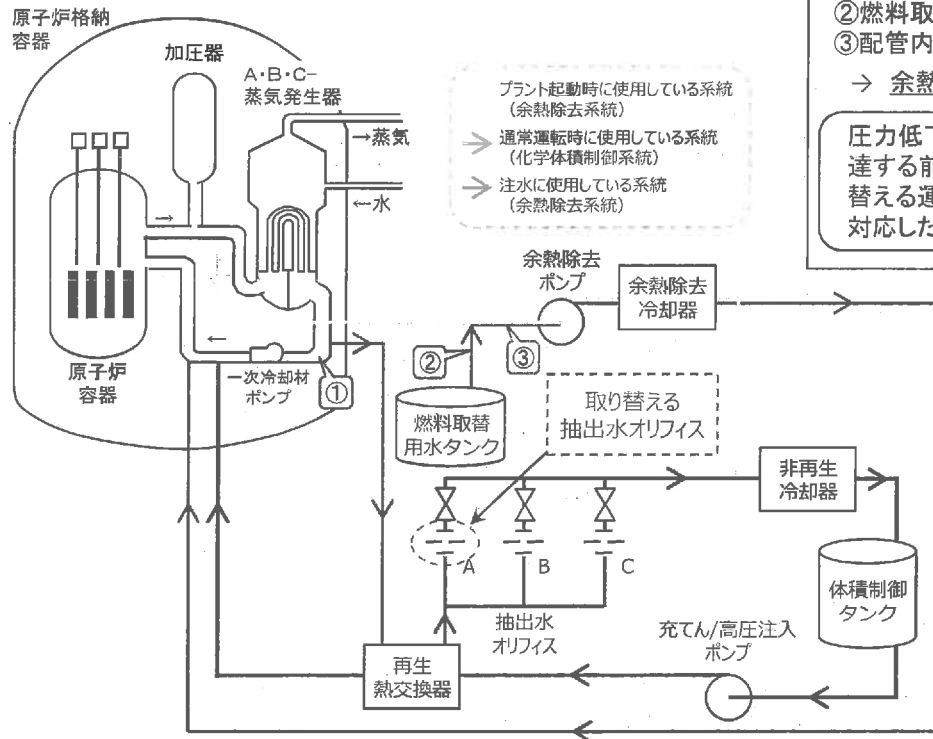 原子炉格納
容器
加圧器
A・B・C-
蒸気発生器
→蒸気
←水
プラント起動時に使用している系統
(余熱除去系統)
通常運転時に使用している系統
(化学体積制御系統)
注水に使用している系統
(余熱除去系統)
②燃料取
③配管内
→ 余熱
圧力低
達する前
替える運
対応した
余熱除去
ポンプ
余熱除去
冷却器
②
③
原子炉
容器
一次冷却材
ポンプ
①
燃料取替
用水タンク
取り替える
抽出水オリフィス
非再生
冷却器
A
B
C
抽出水
オリフィス
体積制御
タンク
充てん/高圧注入
ポンプ
再生
熱交換器